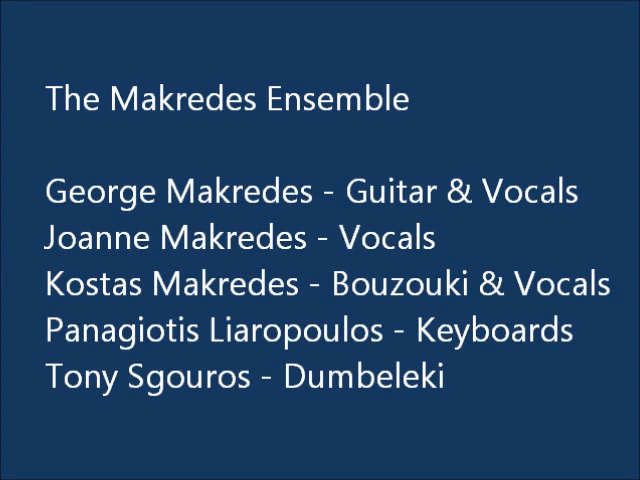 The Makredes Ensemble
George Makredes - Guitar & Vocals
Joanne Makredes - Vocals
Kostas Makredes - Bouzouki & Vocals
Panagiotis Liaropoulos - Keyboards
Tony Sgouros - Dumbeleki